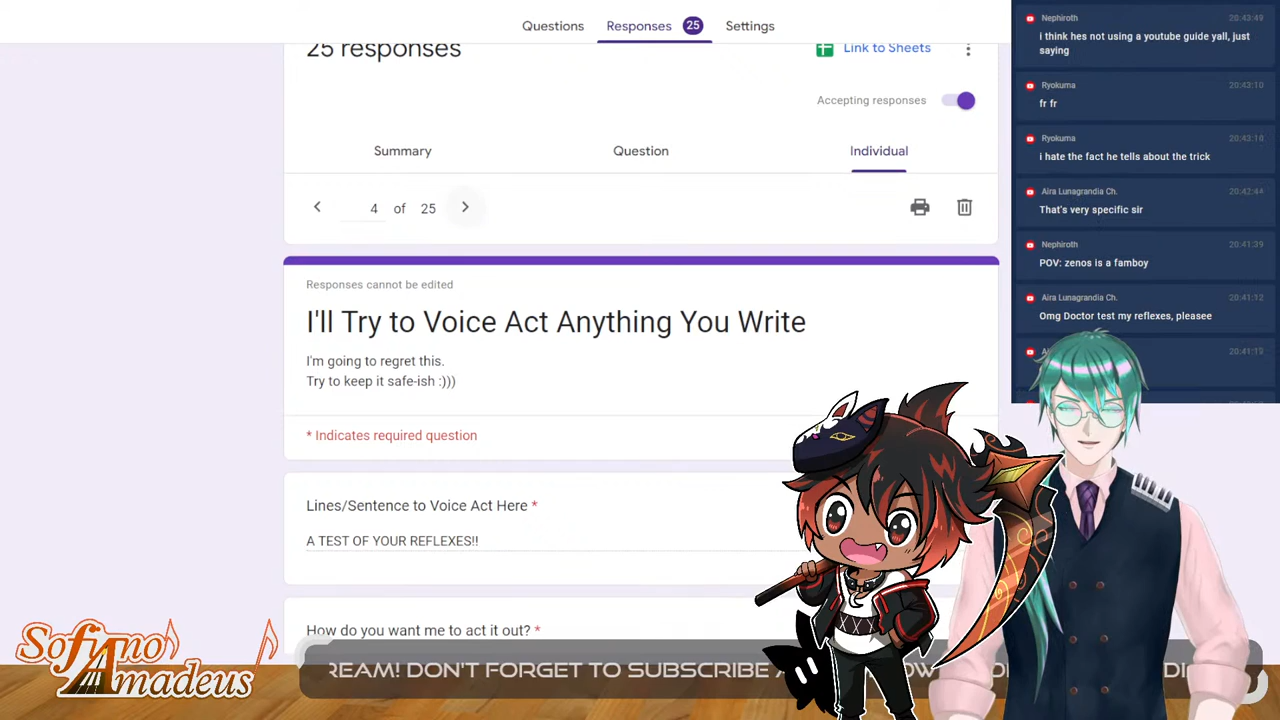 Questions
Responses 25
Settings
25 responses
Link to Sheets
Accepting responses
Summary
Question
Individual
4 of 25
Responses cannot be edited
I'll Try to Voice Act Anything You Write
I'm going to regret this.
Try to keep it safe-ish :)))
* Indicates required question
Lines/Sentence to Voice Act Here *
A TEST OF YOUR REFLEXES!!
How do you want me to act it out? *
Nephiroth 20:43:49
i think hes not using a youtube guide yall, just
saying
Ryokuma 20:43:10
fr fr
Ryokuma 20:43:10
i hate the fact he tells about the trick
Aira Lunagrandia Ch. 20:42:44
That's very specific sir
Nephiroth 20:41:39
POV: zenos is a famboy
Aira Lunagrandia Ch. 20:41:12
Omg Doctor test my reflexes, pleasee
Sofiano
Amadeus
REAM! DON'T FORGET TO SUBSCRIBE